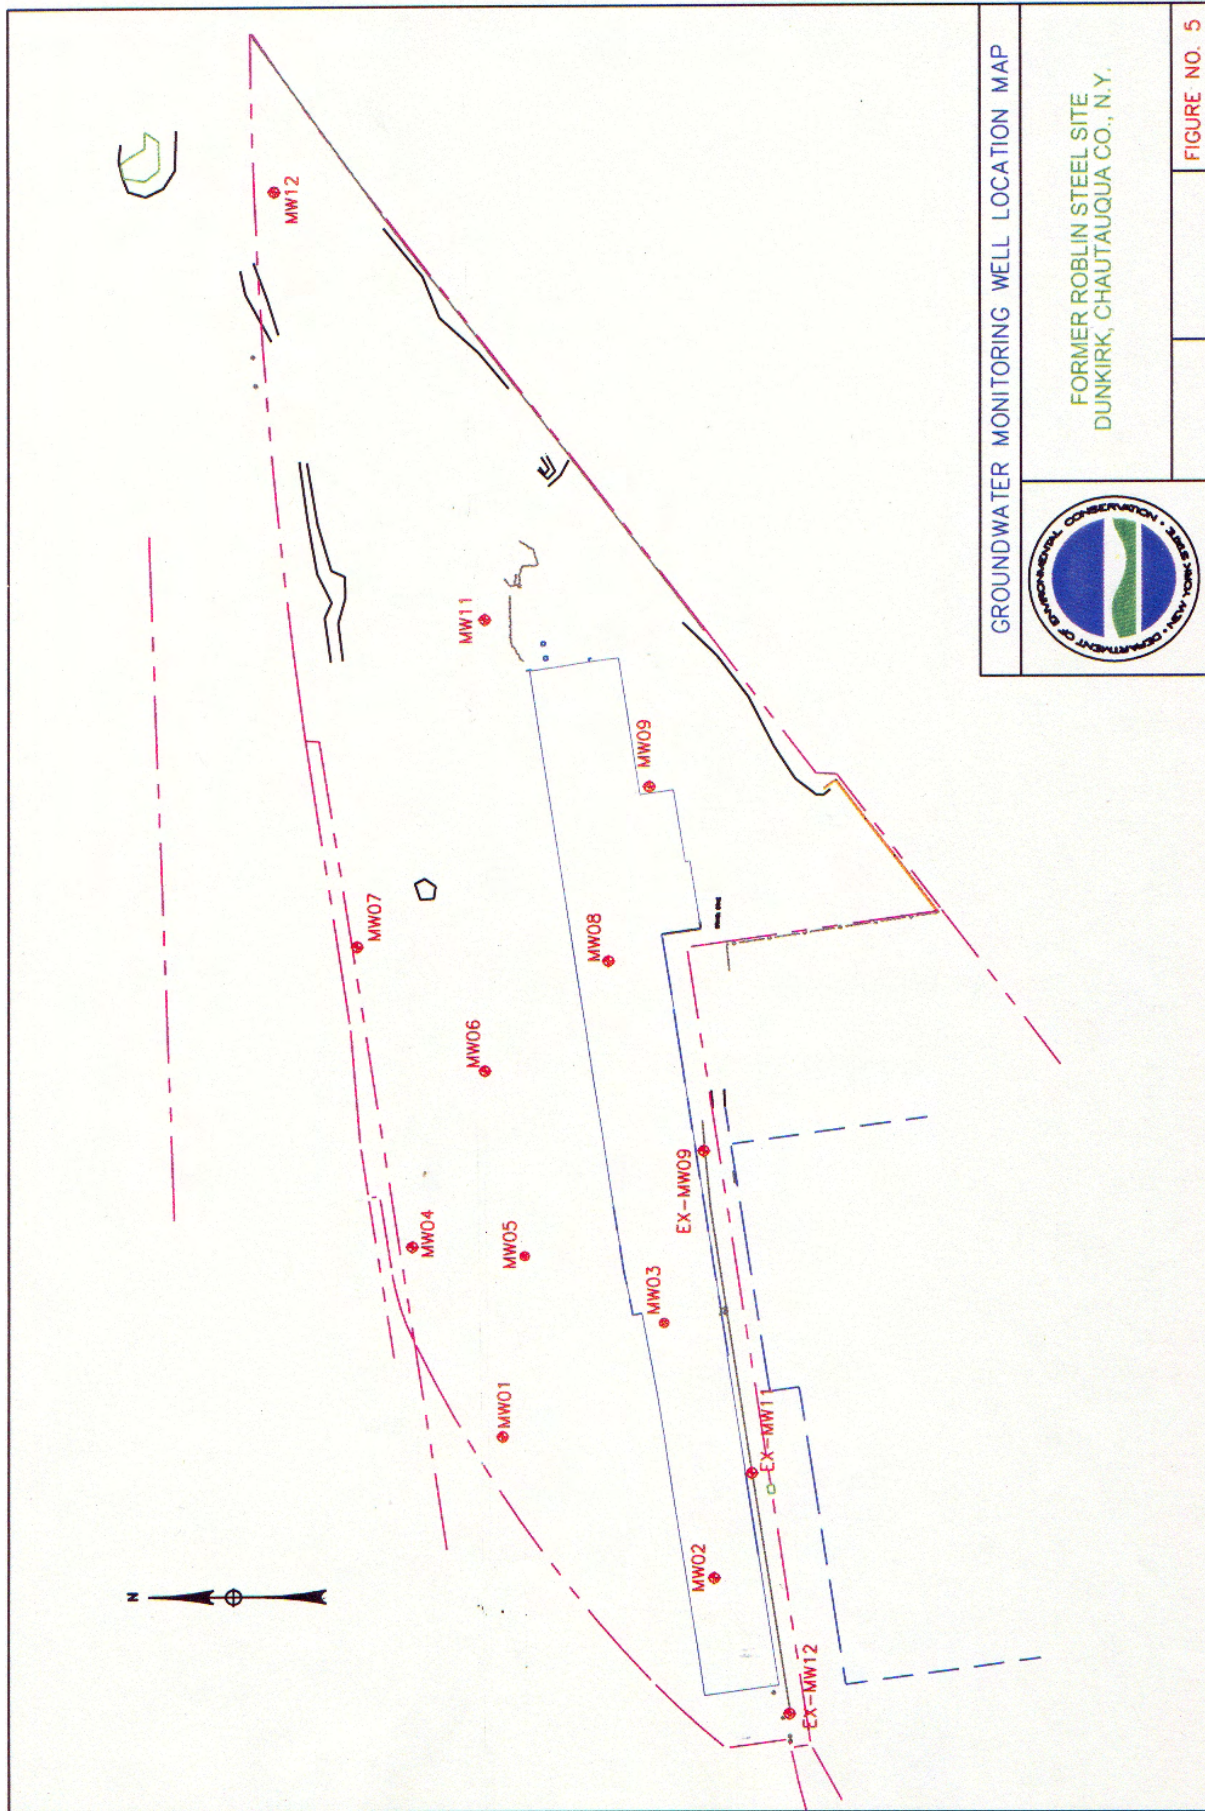 N
MW12
MW11
MW09
MW07
MW08
MW06
EX-MW09
MW04
MW05
MW03
MW01
EX-MW11
MW02
EX-MW12
GROUNDWATER MONITORING WELL LOCATION MAP
FORMER ROBLIN STEEL SITE
DUNKIRK, CHAUTAUQUA CO., N.Y.
NEW YORK STATE • DEPARTMENT OF ENVIRONMENTAL CONSERVATION •
FIGURE NO. 5